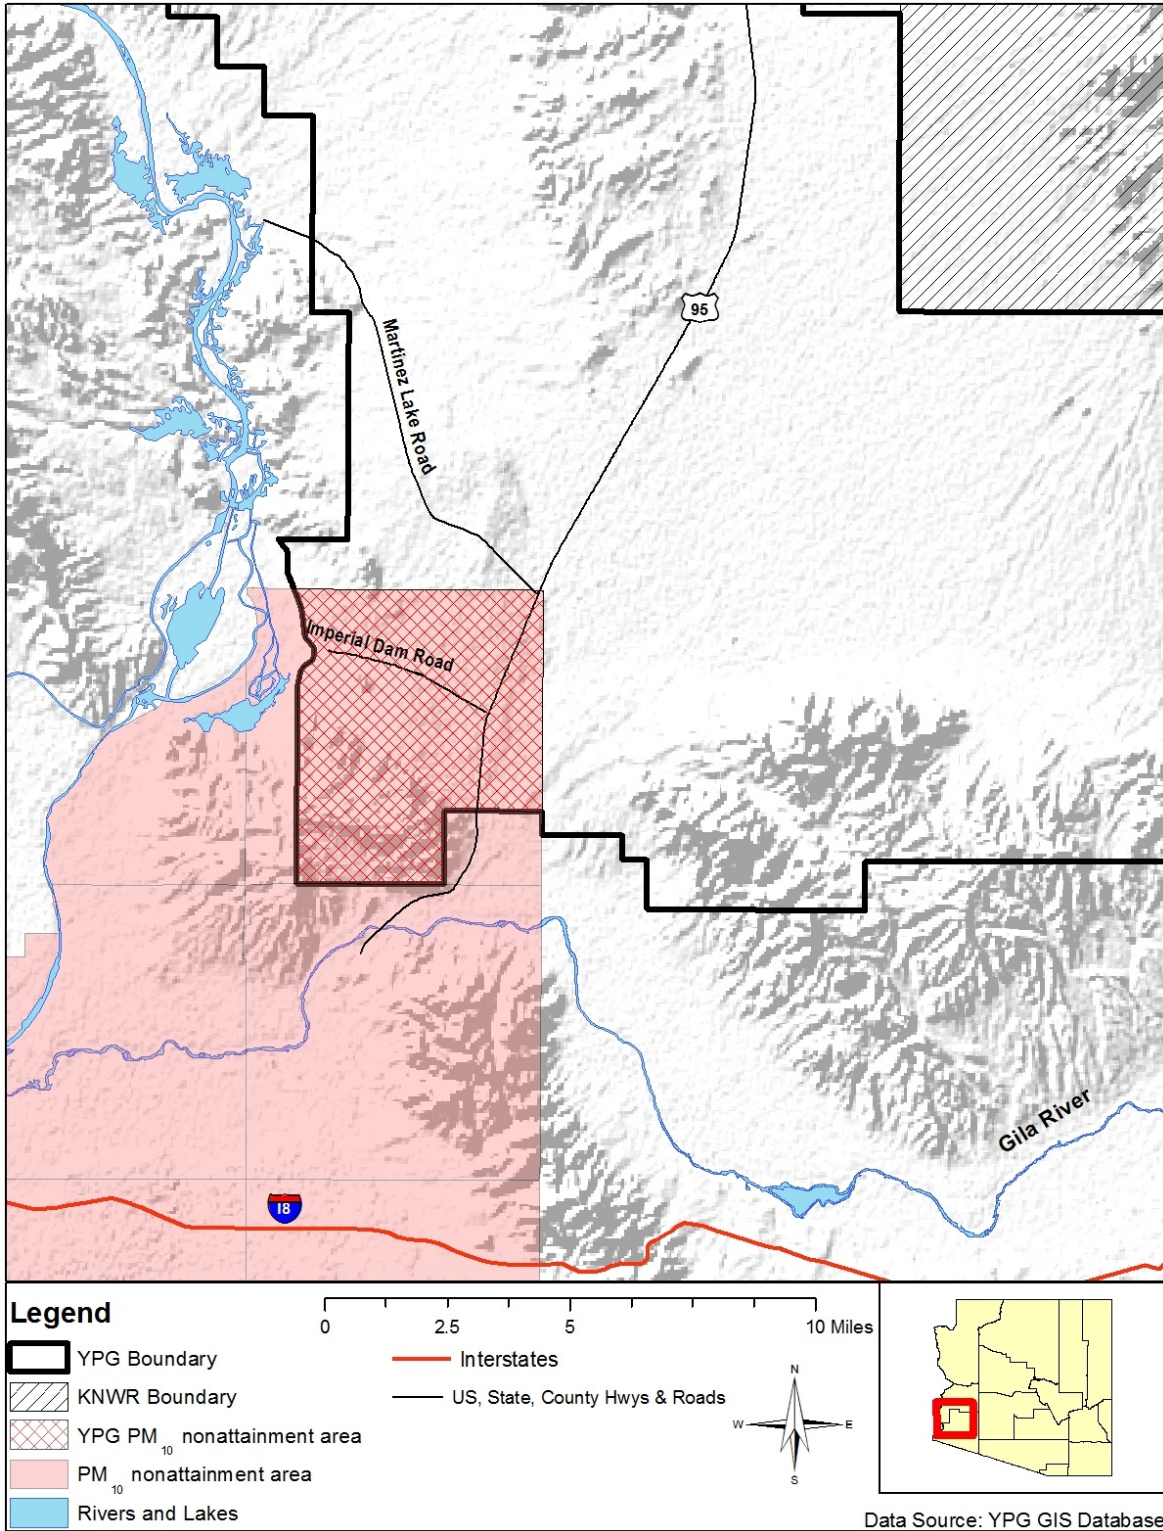 95
Martinez Lake Road
Imperial Dam Road
Gila River
I8
Legend
YPG Boundary
KNWR Boundary
YPG PM10 nonattainment area
PM10 nonattainment area
Rivers and Lakes
0 2.5 5 10 Miles
Interstates
US, State, County Hwys & Roads
N
W E
S
Data Source: YPG GIS Database